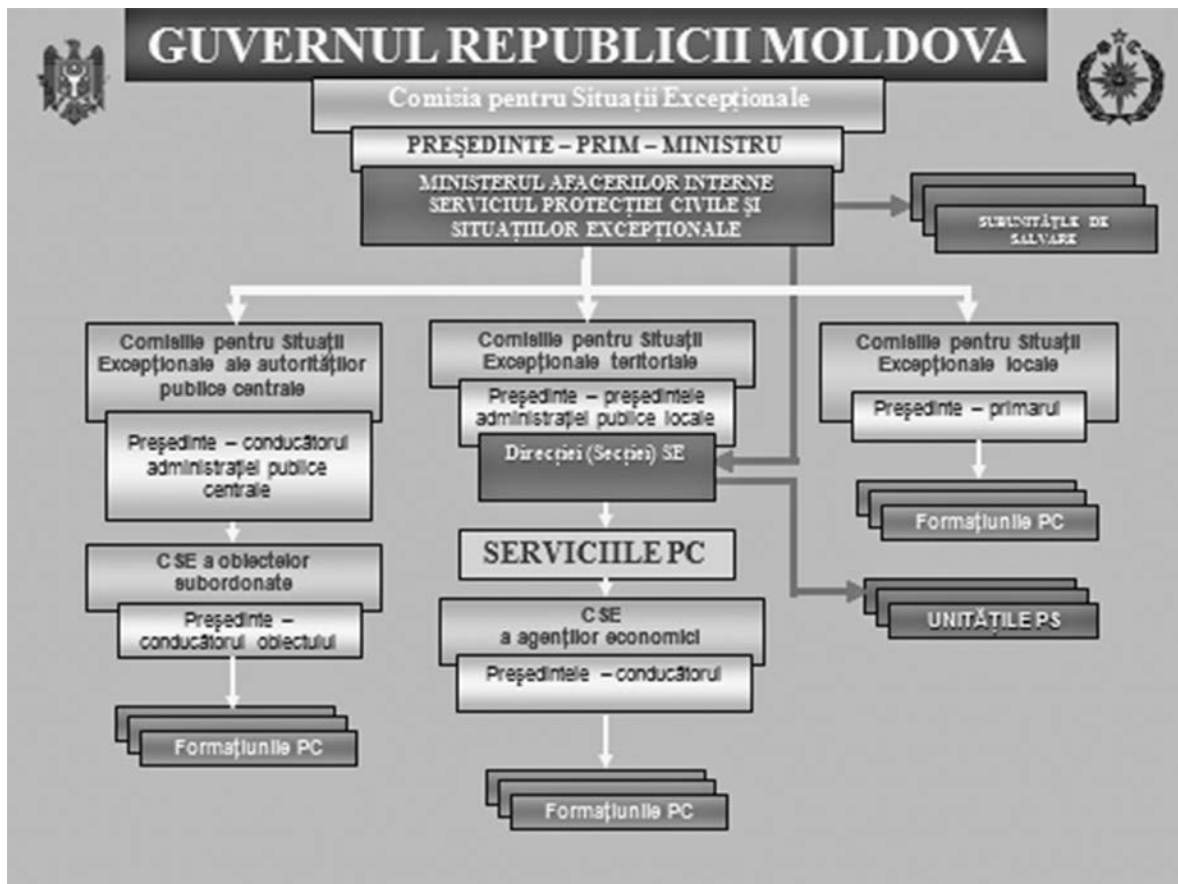 GUVERNUL REPUBLICII MOLDOVA
Comisia pentru Situații Excepționale
PREȘEDINTE – PRIM – MINISTRU
MINISTERUL AFACERILOR INTERNE
SERVICIUL PROTECȚIEI CIVILE ȘI
SITUAȚIILOR EXCEPȚIONALE
SUBUNITĂȚLE DE
SALVARE
Comisiile pentru Situații
Excepționale ale autorităților
publice centrale
Președinte – conducătorul
administrației publice
centrale
CSE a obiectelor
subordonate
Președinte –
conducătorul obiectului
Formațiunile PC
Comisiile pentru Situații
Excepționale teritoriale
Președinte – președintele
administrației publice locale
Direcției (Secției) SE
SERVICIILE PC
CSE
a agenților economici
Președintele – conducătorul
Formațiunile PC
Comisiile pentru Situații
Excepționale locale
Președinte – primarul
Formațiunile PC
UNITĂȚILE PS